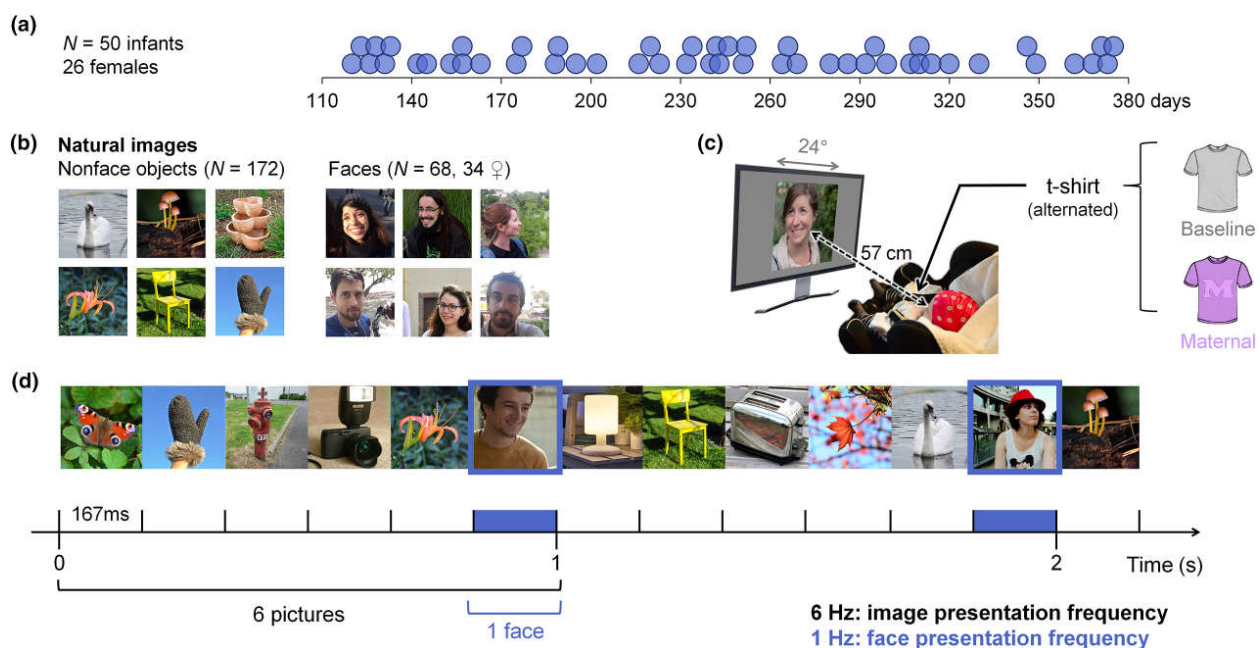 (a)
N = 50 infants
26 females
110 140 170 200 230 260 290 320 350 380 days
(b) Natural images
Nonface objects (N = 172)
Faces (N = 68, 34 ♀)
(c)
24°
57 cm
t-shirt
(alternated)
Baseline
M
Maternal
(d)
167ms
0 1 2 Time (s)
6 pictures
1 face
6 Hz: image presentation frequency
1 Hz: face presentation frequency